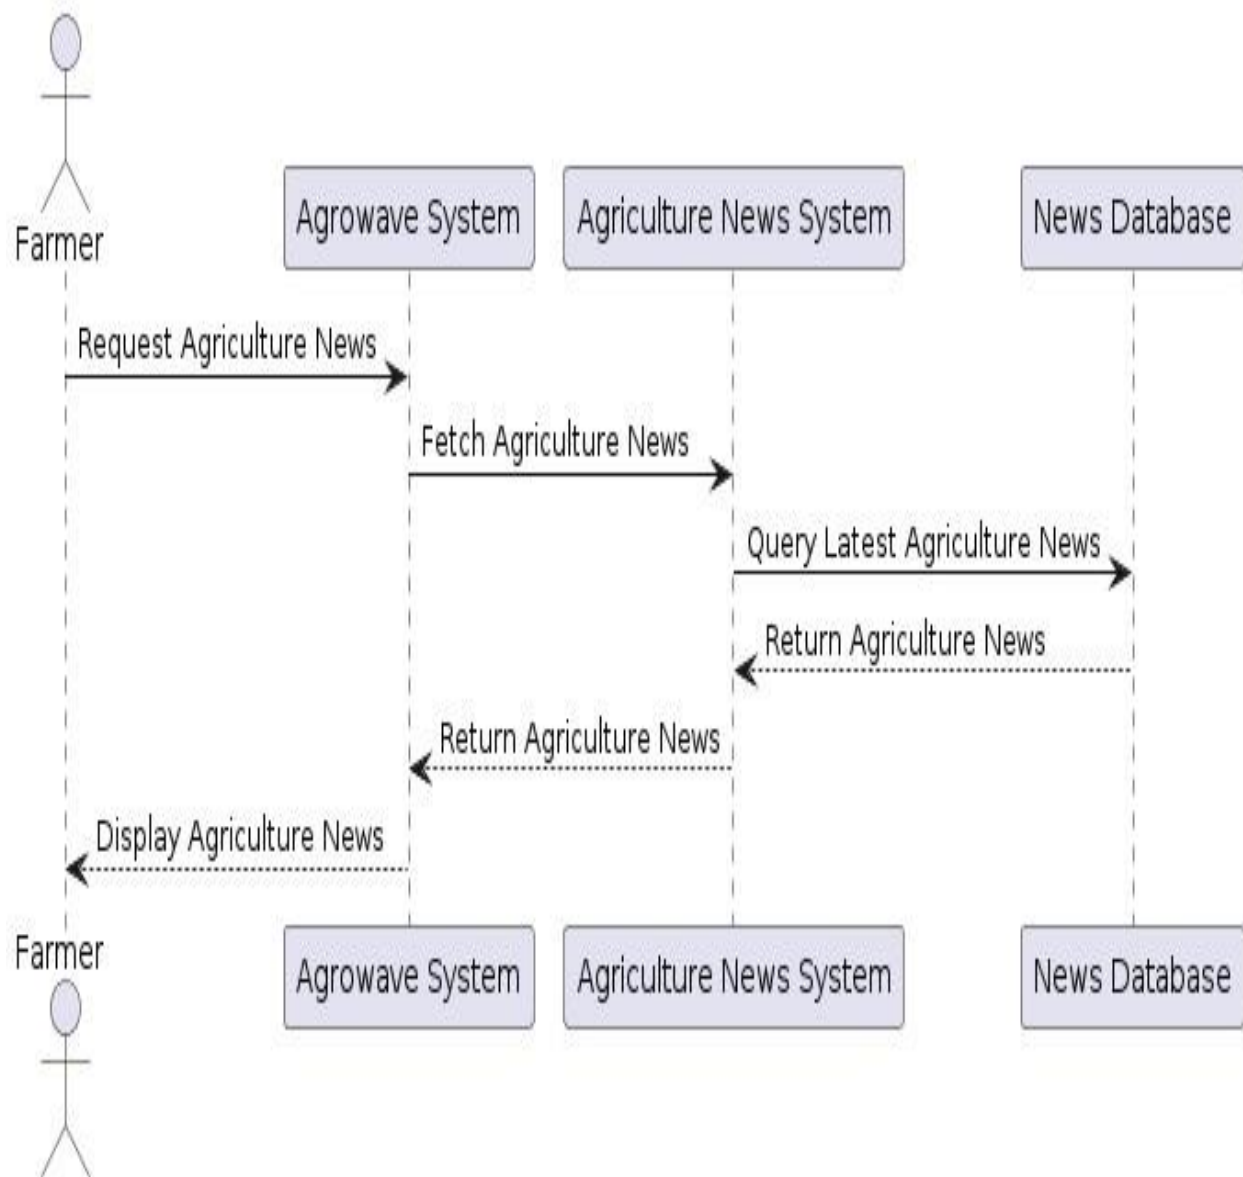 Farmer
Agrowave System
Agriculture News System
News Database
Request Agriculture News
Fetch Agriculture News
Query Latest Agriculture News
Return Agriculture News
Return Agriculture News
Display Agriculture News
Farmer
Agrowave System
Agriculture News System
News Database